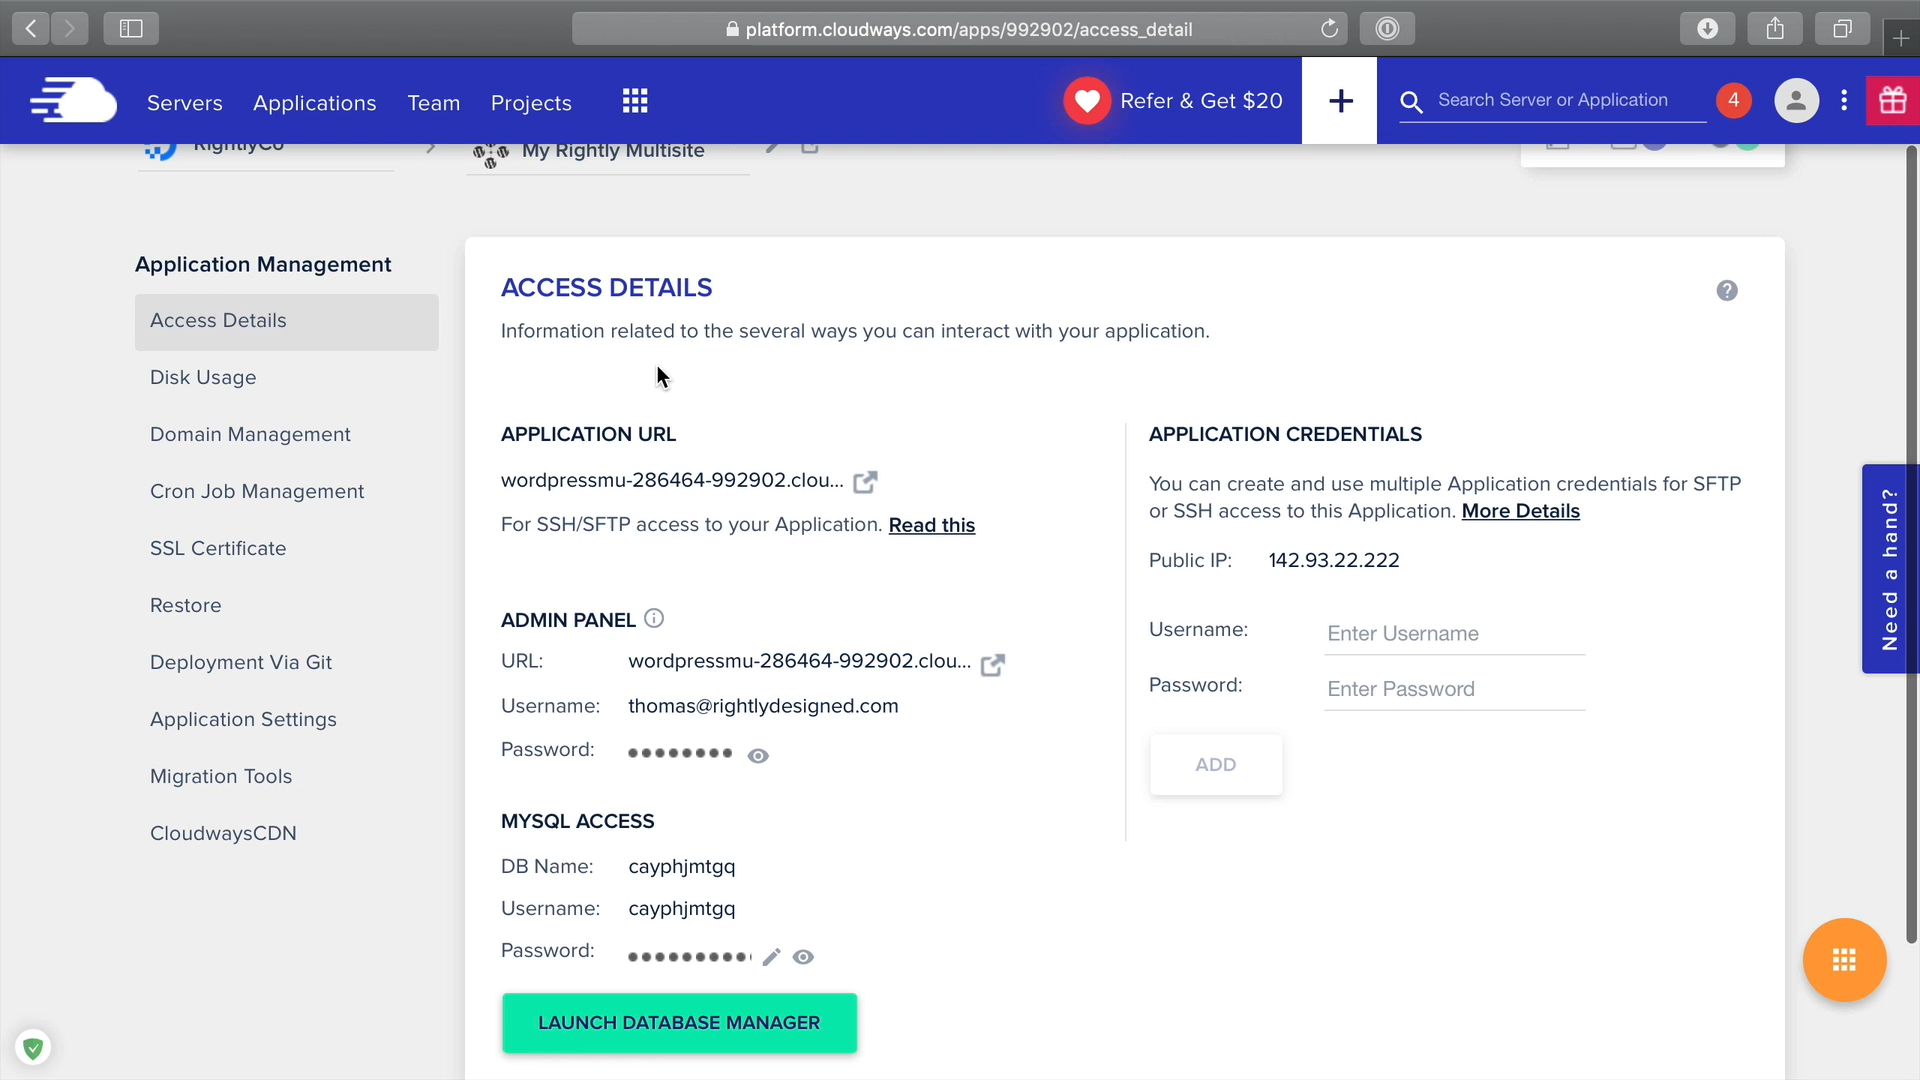 platform.cloudways.com/apps/992902/access_detail
Servers Applications Team Projects Refer & Get $20 Search Server or Application 4
RightlyCo My Rightly Multisite
Application Management
Access Details
Disk Usage
Domain Management
Cron Job Management
SSL Certificate
Restore
Deployment Via Git
Application Settings
Migration Tools
CloudwaysCDN
ACCESS DETAILS
Information related to the several ways you can interact with your application.
APPLICATION URL
wordpressmu-286464-992902.clou...
For SSH/SFTP access to your Application. Read this
ADMIN PANEL
URL: wordpressmu-286464-992902.clou...
Username: thomas@rightlydesigned.com
Password:
MYSQL ACCESS
DB Name: cayphjmtgq
Username: cayphjmtgq
Password:
LAUNCH DATABASE MANAGER
APPLICATION CREDENTIALS
You can create and use multiple Application credentials for SFTP
or SSH access to this Application. More Details
Public IP: 142.93.22.222
Username: Enter Username
Password: Enter Password
ADD
Need a hand?